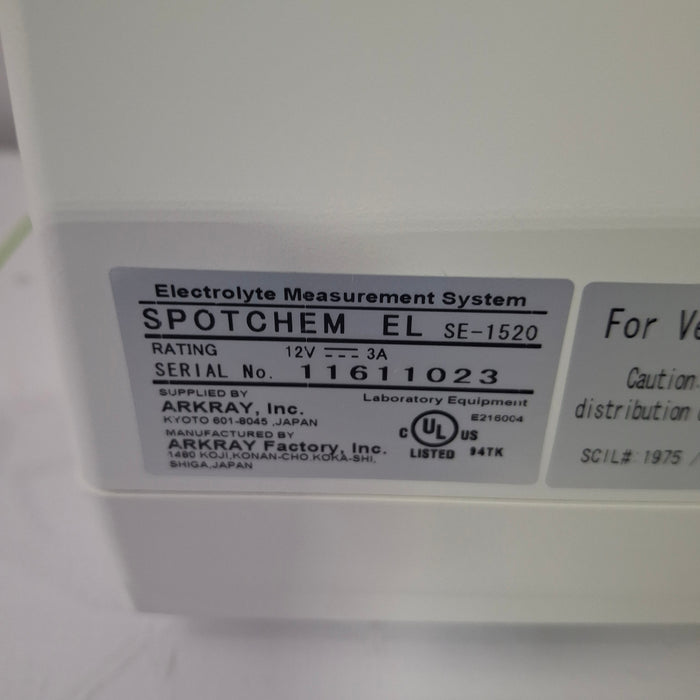 Electrolyte Measurement System
SPOTCHEM EL SE-1520
RATING 12V ⎓ 3A
SERIAL No. 11611023
SUPPLIED BY
Laboratory Equipment
ARKRAY, Inc.
KYOTO 601-8045 ,JAPAN
E216004
MANUFACTURED BY
ARKRAY Factory, Inc.
1480 KOJI,KONAN-CHO,KOKA-SHI,
SHIGA,JAPAN
C UL US
LISTED 94TK
For
Caution
distribution
SCIL# 1975 /